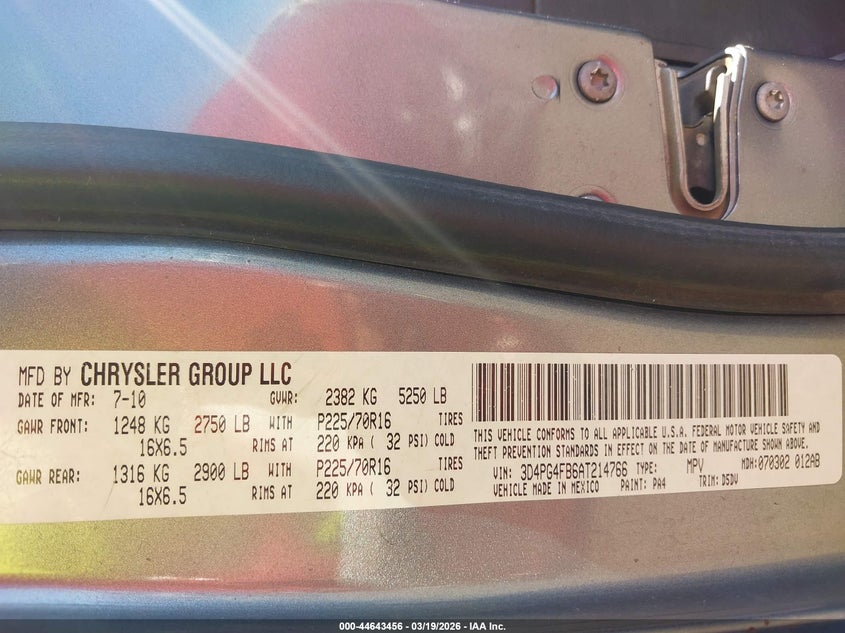 MFD BY CHRYSLER GROUP LLC
DATE OF MFR: 7-10 GVWR: 2382 KG 5250 LB
GAWR FRONT: 1248 KG 2750 LB WITH P225/70R16 TIRES
16X6.5 RIMS AT 220 KPA ( 32 PSI) COLD
GAWR REAR: 1316 KG 2900 LB WITH P225/70R16 TIRES
16X6.5 RIMS AT 220 KPA ( 32 PSI) COLD
THIS VEHICLE CONFORMS TO ALL APPLICABLE U.S.A. FEDERAL MOTOR VEHICLE SAFETY AND
THEFT PREVENTION STANDARDS IN EFFECT ON THE DATE OF MANUFACTURE SHOWN ABOVE.
VIN: 3D4PG4FB6AT214766 TYPE: MPV MDH: 070302 012AB
VEHICLE MADE IN MEXICO PAINT: PA4 TRIM: D5DV
000-44643456 - 03/19/2026 - IAA Inc.